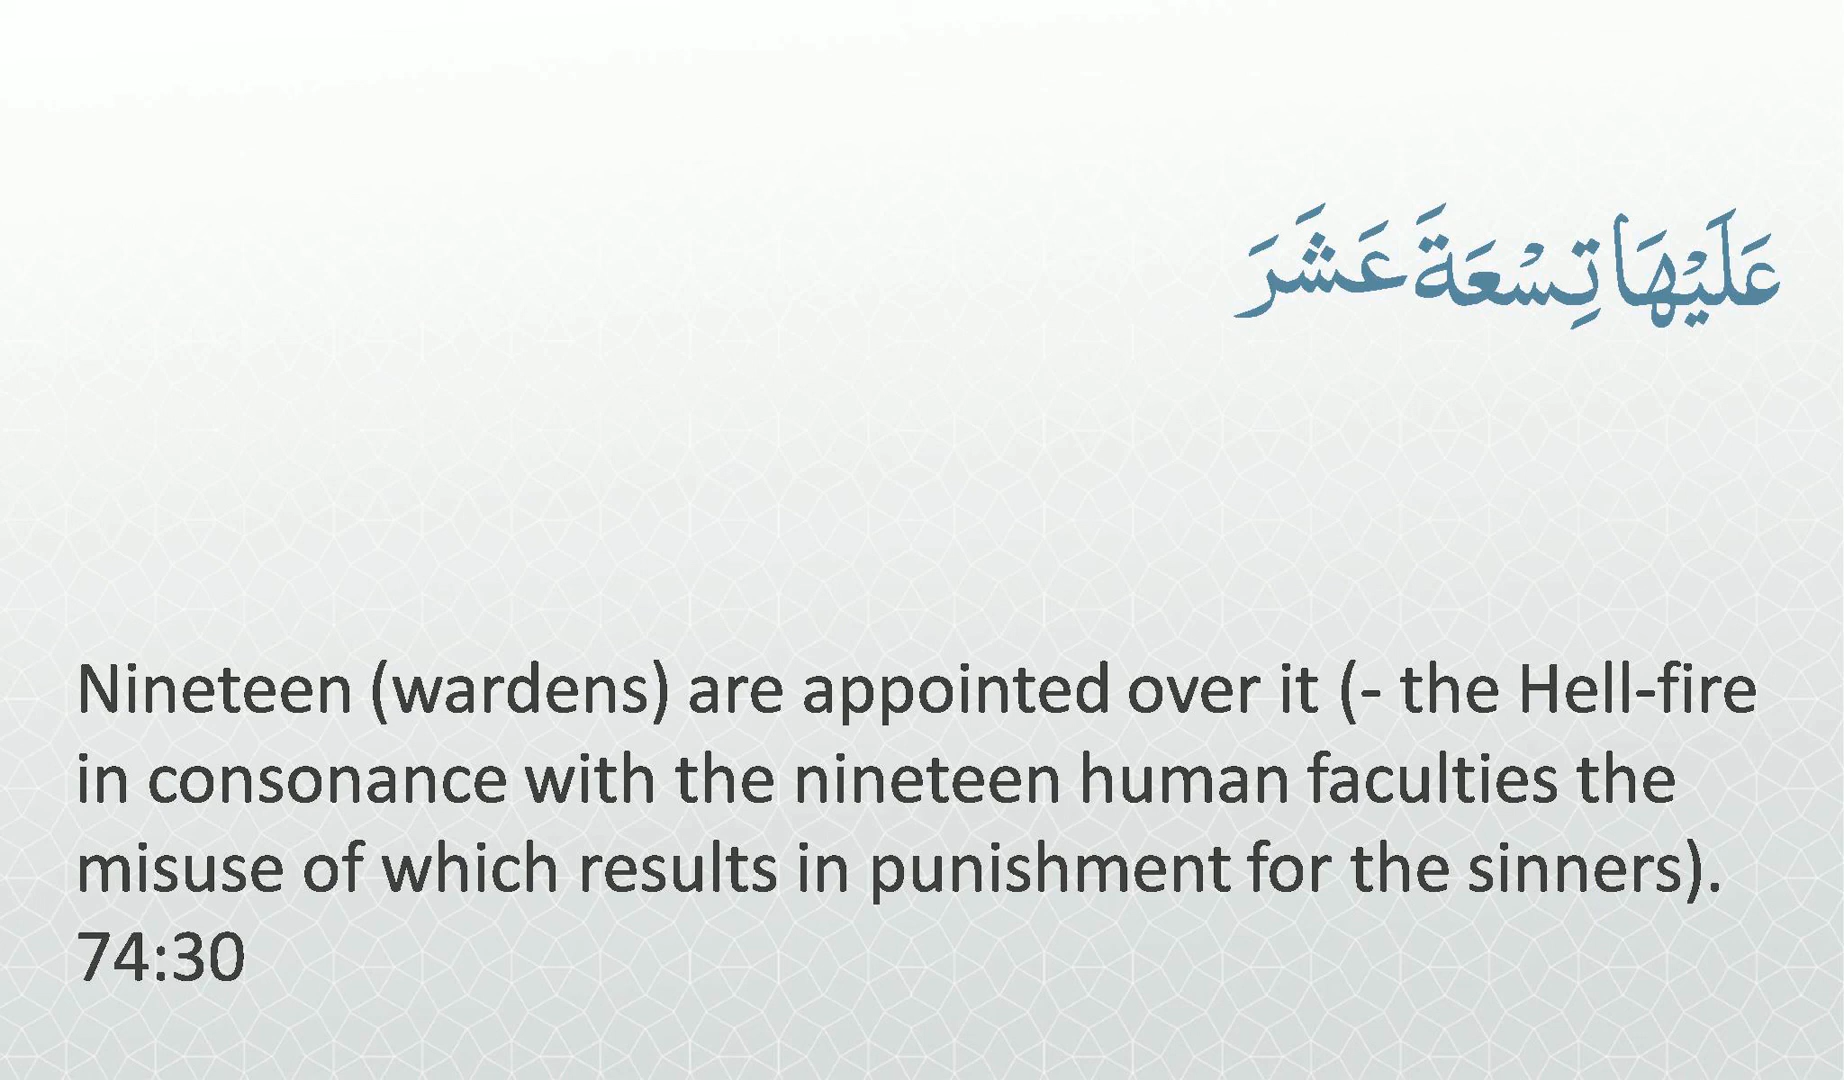 عَلَيْهَا تِسْعَةَ عَشَرَ
Nineteen (wardens) are appointed over it (- the Hell-fire
in consonance with the nineteen human faculties the
misuse of which results in punishment for the sinners).
74:30